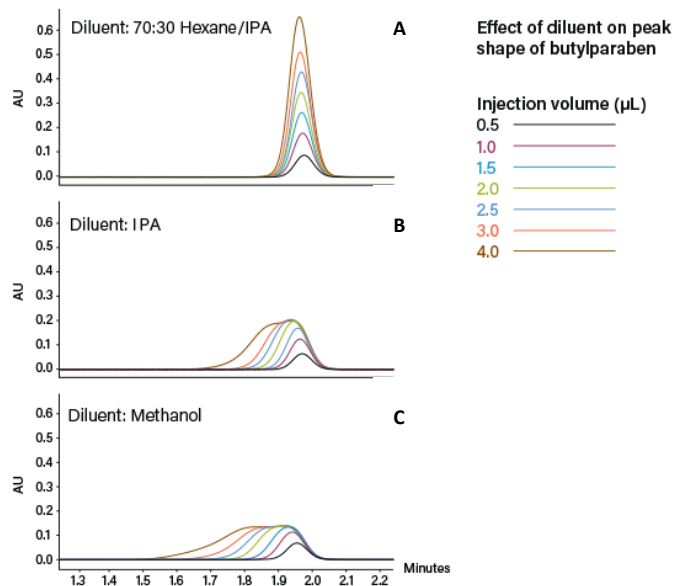 Diluent: 70:30 Hexane/IPA
A
AU
0.6
0.5
0.4
0.3
0.2
0.1
0.0
Diluent: IPA
B
AU
0.6
0.5
0.4
0.3
0.2
0.1
0.0
Diluent: Methanol
C
AU
0.6
0.5
0.4
0.3
0.2
0.1
0.0
1.3 1.4 1.5 1.6 1.7 1.8 1.9 2.0 2.1 2.2
Minutes
Effect of diluent on peak
shape of butylparaben
Injection volume (µL)
0.5
1.0
1.5
2.0
2.5
3.0
4.0